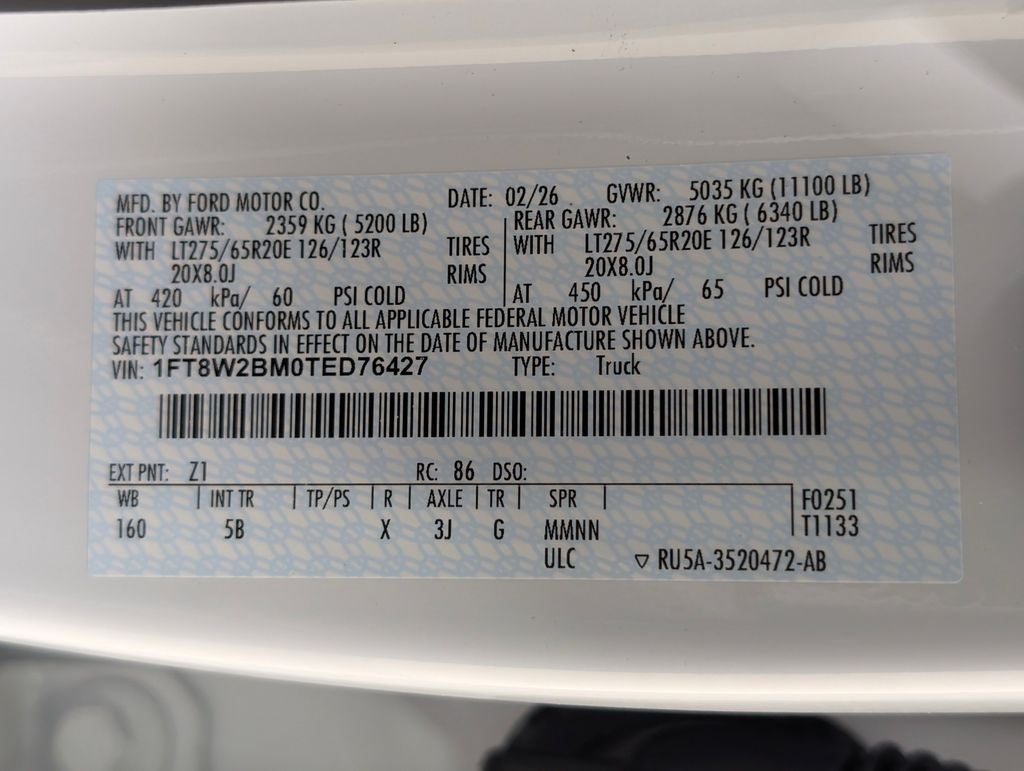 MFD. BY FORD MOTOR CO. DATE: 02/26 GVWR: 5035 KG (11100 LB)
FRONT GAWR: 2359 KG ( 5200 LB) REAR GAWR: 2876 KG ( 6340 LB)
WITH LT275/65R20E 126/123R TIRES WITH LT275/65R20E 126/123R TIRES
20X8.0J RIMS 20X8.0J RIMS
AT 420 kPa/ 60 PSI COLD AT 450 kPa/ 65 PSI COLD
THIS VEHICLE CONFORMS TO ALL APPLICABLE FEDERAL MOTOR VEHICLE
SAFETY STANDARDS IN EFFECT ON THE DATE OF MANUFACTURE SHOWN ABOVE.
VIN: 1FT8W2BM0TED76427 TYPE: Truck
EXT PNT: Z1 RC: 86 DSO:
WB INT TR TP/PS R AXLE TR SPR F0251
160 5B X 3J G MMNN T1133
ULC ▽ RU5A-3520472-AB